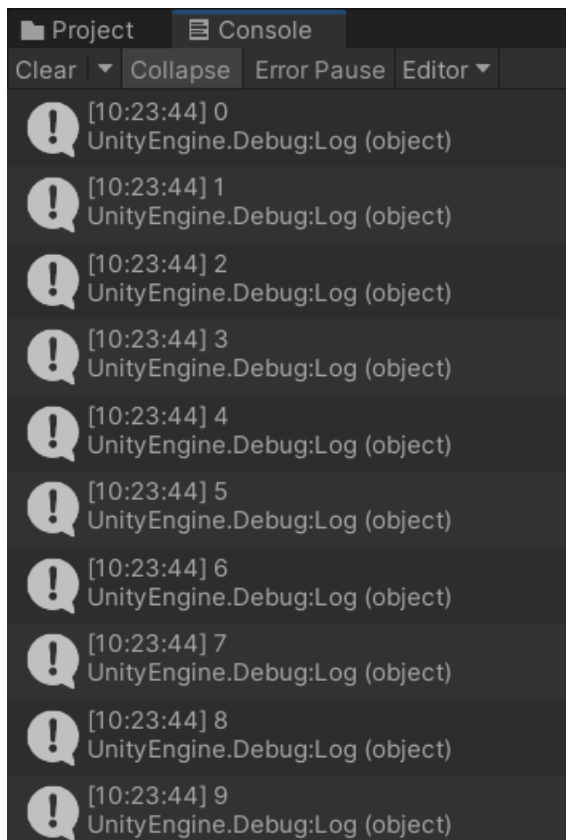 Project Console
Clear Collapse Error Pause Editor
[10:23:44] 0
UnityEngine.Debug:Log (object)
[10:23:44] 1
UnityEngine.Debug:Log (object)
[10:23:44] 2
UnityEngine.Debug:Log (object)
[10:23:44] 3
UnityEngine.Debug:Log (object)
[10:23:44] 4
UnityEngine.Debug:Log (object)
[10:23:44] 5
UnityEngine.Debug:Log (object)
[10:23:44] 6
UnityEngine.Debug:Log (object)
[10:23:44] 7
UnityEngine.Debug:Log (object)
[10:23:44] 8
UnityEngine.Debug:Log (object)
[10:23:44] 9
UnityEngine.Debug:Log (object)